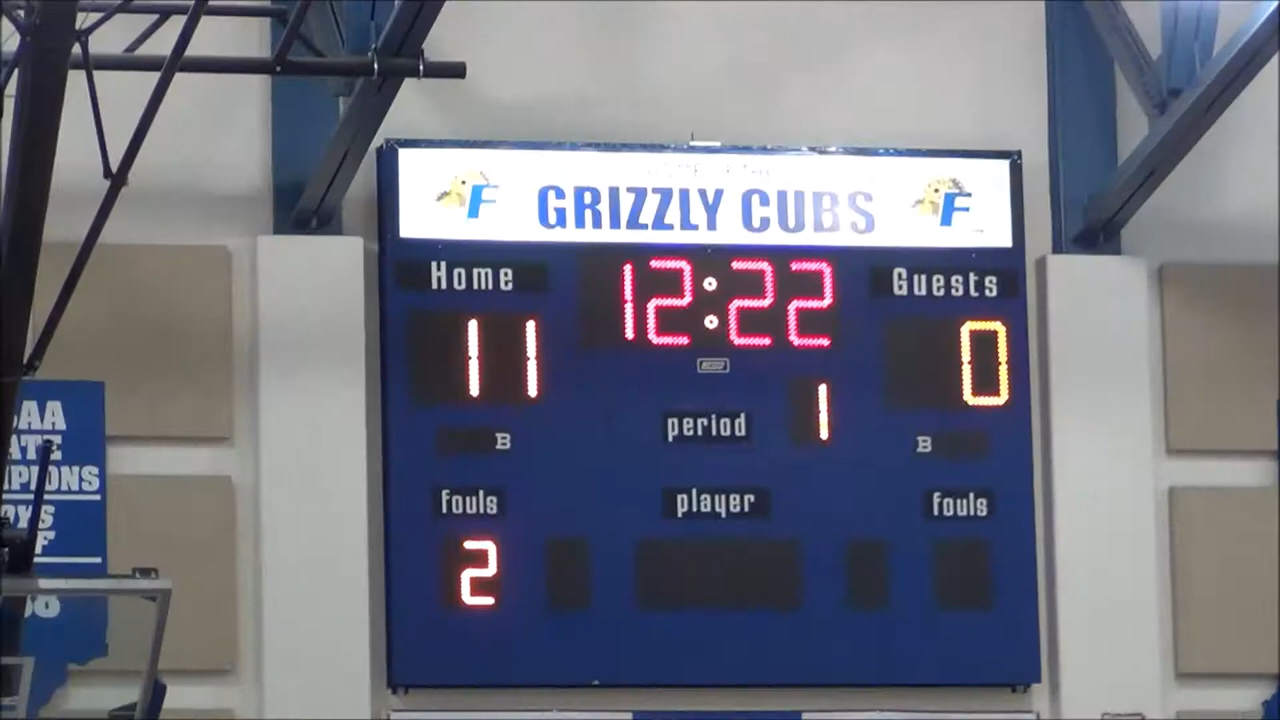 GRIZZLY CUBS
F
F
Home
12:22
Guests
11
0
period
1
B
B
fouls
player
fouls
2